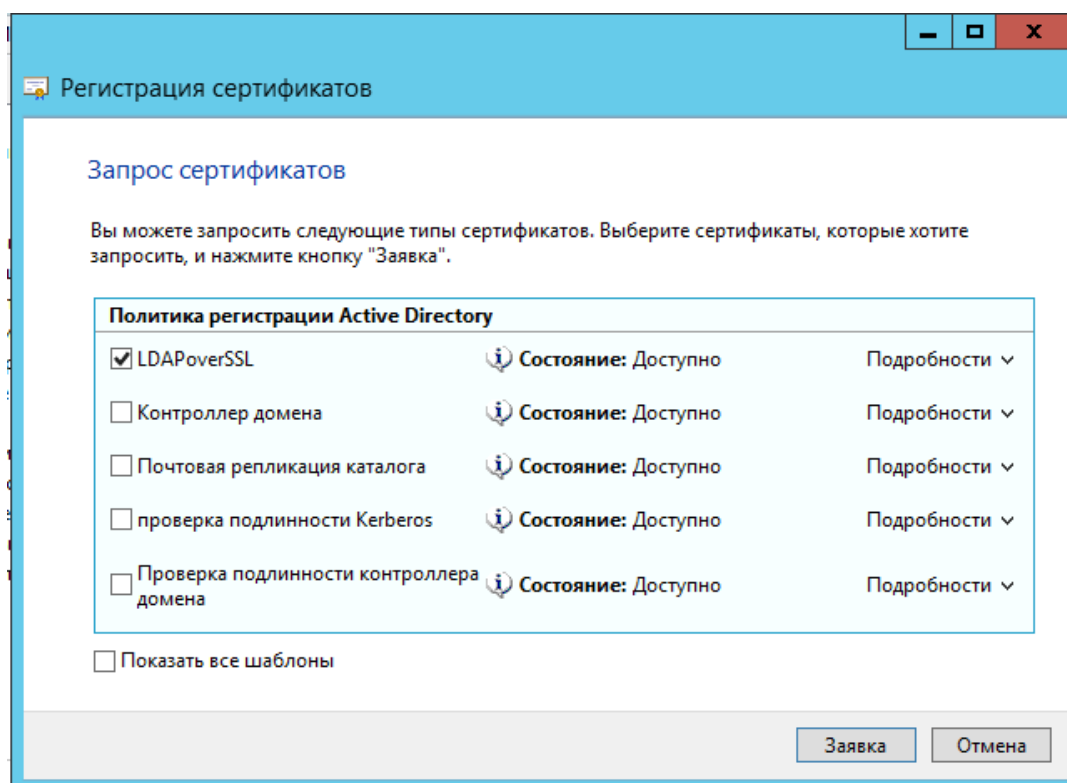 Регистрация сертификатов
Запрос сертификатов
Вы можете запросить следующие типы сертификатов. Выберите сертификаты, которые хотите
запросить, и нажмите кнопку "Заявка".
Политика регистрации Active Directory
LDAPoverSSL Состояние: Доступно Подробности
Контроллер домена Состояние: Доступно Подробности
Почтовая репликация каталога Состояние: Доступно Подробности
проверка подлинности Kerberos Состояние: Доступно Подробности
Проверка подлинности контроллера
домена Состояние: Доступно Подробности
Показать все шаблоны
Заявка Отмена